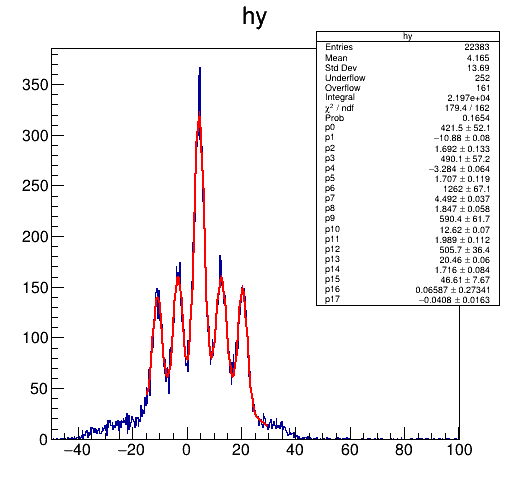 hy
hy
Entries 22383
Mean 4.165
Std Dev 13.69
Underflow 252
Overflow 161
Integral 2.197e+04
χ² / ndf 179.4 / 162
Prob 0.1654
p0 421.5 ± 52.1
p1 −10.88 ± 0.08
p2 1.692 ± 0.133
p3 490.1 ± 57.2
p4 −3.284 ± 0.064
p5 1.707 ± 0.119
p6 1262 ± 67.1
p7 4.492 ± 0.037
p8 1.847 ± 0.058
p9 590.4 ± 61.7
p10 12.62 ± 0.07
p11 1.989 ± 0.112
p12 505.7 ± 36.4
p13 20.46 ± 0.06
p14 1.716 ± 0.084
p15 46.61 ± 7.67
p16 0.06587 ± 0.27341
p17 −0.0408 ± 0.0163
350
300
250
200
150
100
50
0
−40 −20 0 20 40 60 80 100